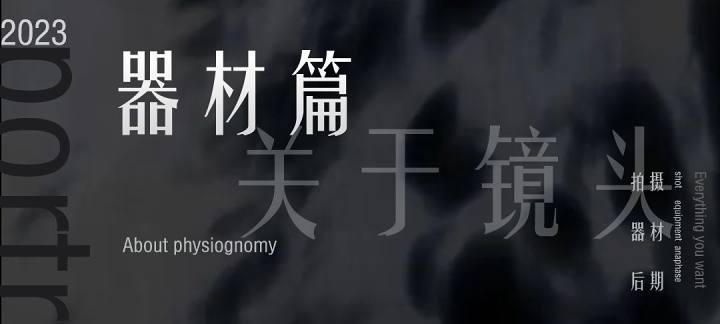 2023
portr
器材篇
关于镜头
About physiognomy
拍摄
器材
后期
shot equipment anaphase
Everything you want